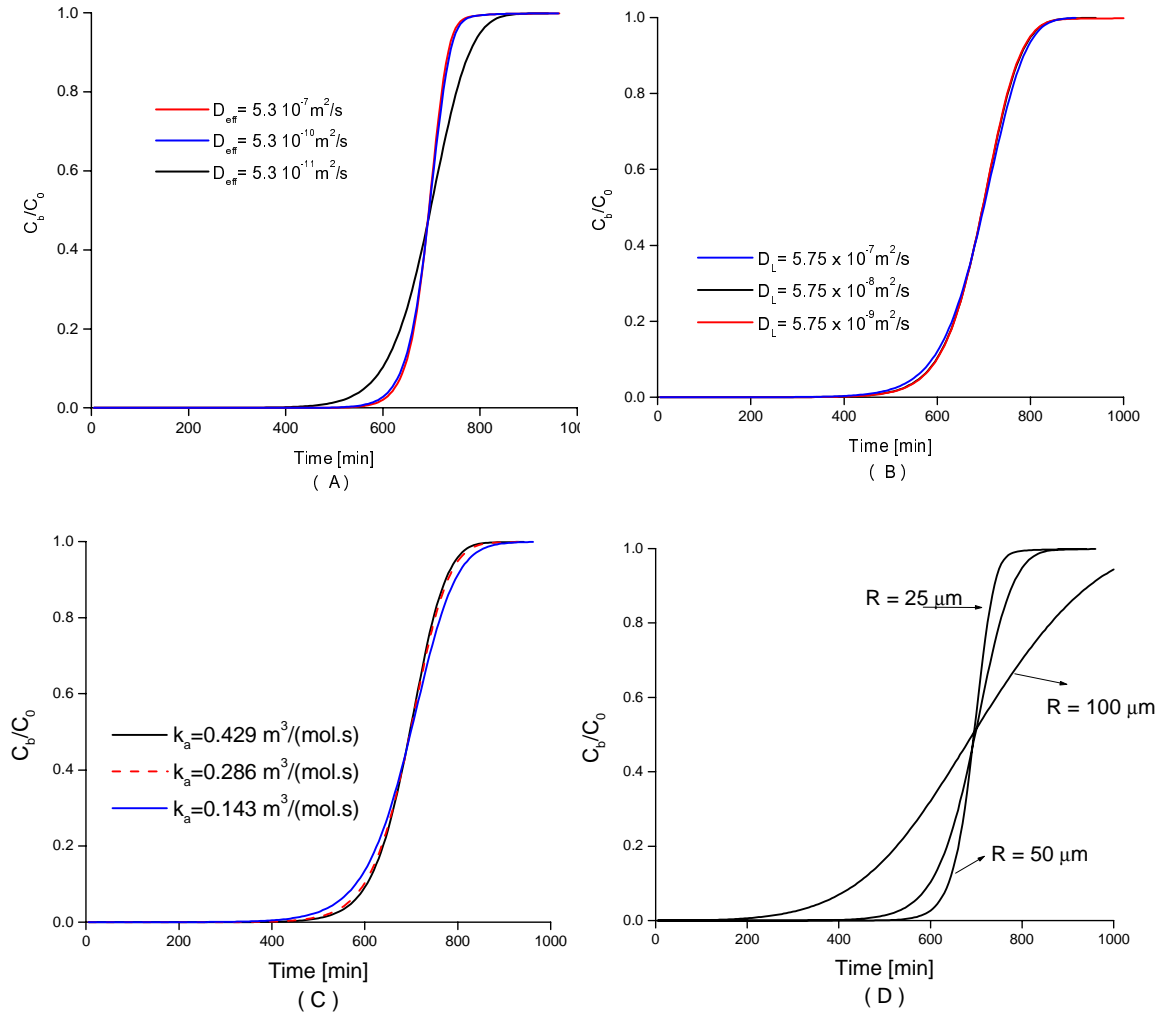 1.0
0.8
0.6
0.4
0.2
0.0
C_b/C_0
D_eff= 5.3 10^-7 m^2/s
D_eff= 5.3 10^-10 m^2/s
D_eff= 5.3 10^-11 m^2/s
0 200 400 600 800
Time [min]
( A )
1.0
0.8
0.6
0.4
0.2
0.0
C_b/C_0
D_L= 5.75 x 10^-7 m^2/s
D_L= 5.75 x 10^-8 m^2/s
D_L= 5.75 x 10^-9 m^2/s
0 200 400 600 800 1000
Time [min]
( B )
1.0
0.8
0.6
0.4
0.2
0.0
C_b/C_0
k_a=0.429 m^3/(mol.s)
k_a=0.286 m^3/(mol.s)
k_a=0.143 m^3/(mol.s)
0 200 400 600 800 1000
Time [min]
( C )
1.0
0.8
0.6
0.4
0.2
0.0
C_b/C_0
R = 25 μm
R = 100 μm
R = 50 μm
0 200 400 600 800 1000
Time [min]
( D )